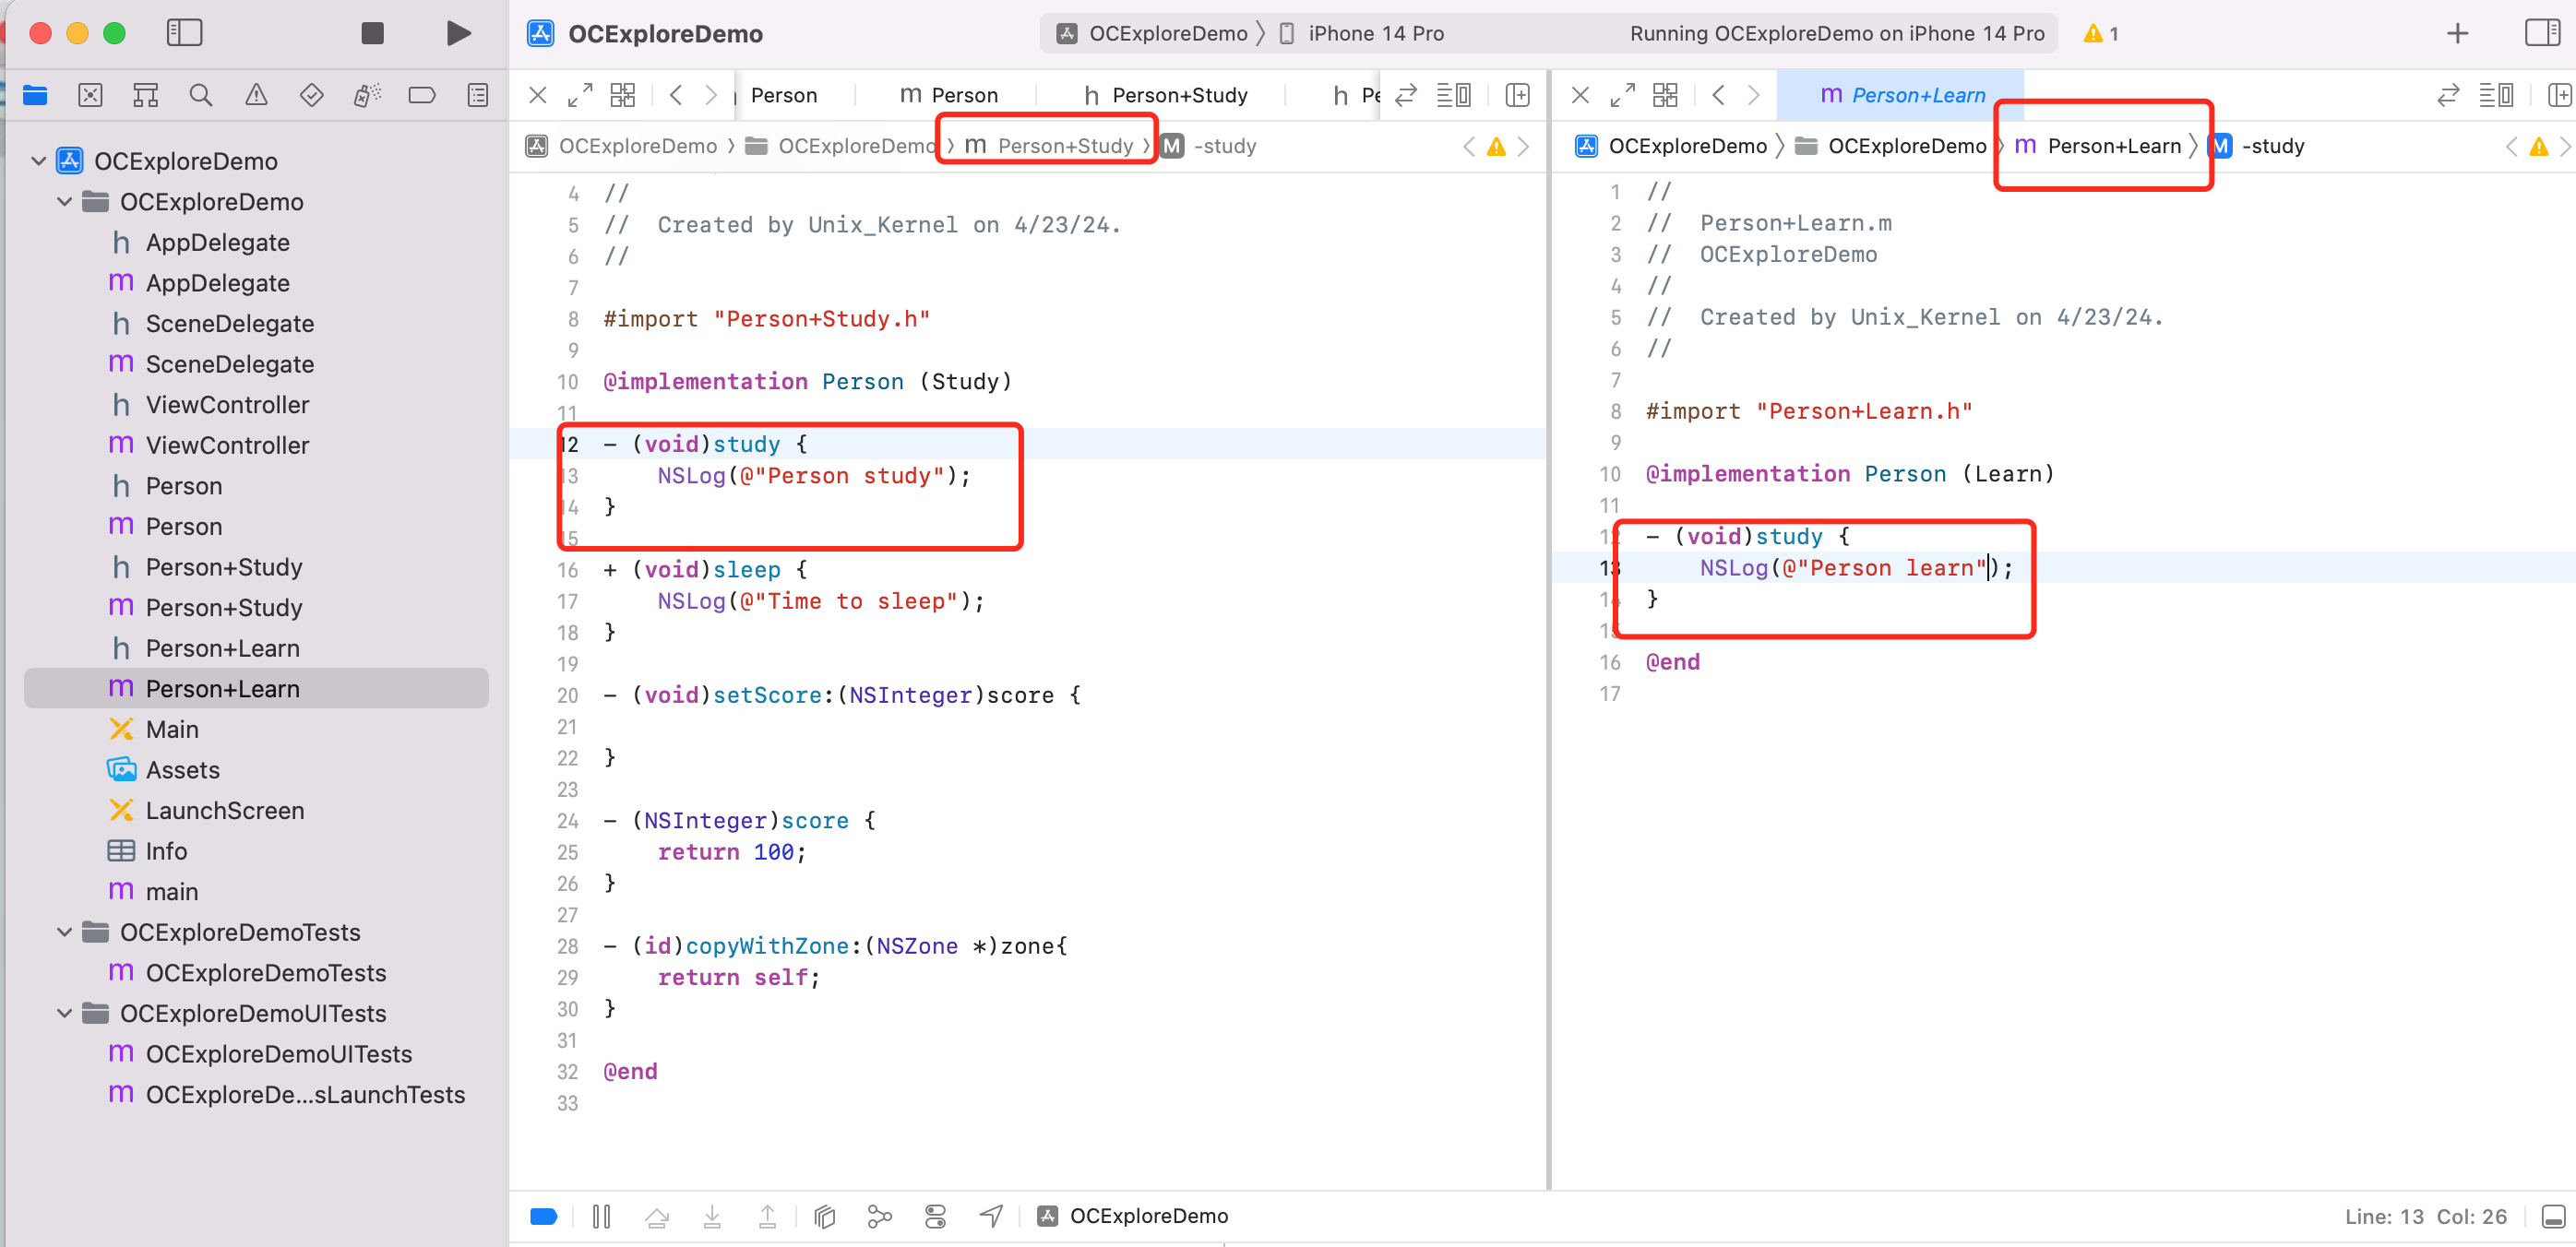 OCExploreDemo
OCExploreDemo
iPhone 14 Pro
Running OCExploreDemo on iPhone 14 Pro
1
OCExploreDemo
OCExploreDemo
h AppDelegate
m AppDelegate
h SceneDelegate
m SceneDelegate
h ViewController
m ViewController
h Person
m Person
h Person+Study
m Person+Study
h Person+Learn
m Person+Learn
Main
Assets
LaunchScreen
Info
m main
OCExploreDemoTests
m OCExploreDemoTests
OCExploreDemoUITests
m OCExploreDemoUITests
m OCExploreDe...sLaunchTests
Person
m Person
h Person+Study
h
OCExploreDemo 〉 OCExploreDemo 〉 m Person+Study 〉 M -study
4 //
5 //  Created by Unix_Kernel on 4/23/24.
6 //
7
8 #import "Person+Study.h"
9
10 @implementation Person (Study)
11
12 - (void)study {
13     NSLog(@"Person study");
14 }
15
16 + (void)sleep {
17     NSLog(@"Time to sleep");
18 }
19
20 - (void)setScore:(NSInteger)score {
21
22 }
23
24 - (NSInteger)score {
25     return 100;
26 }
27
28 - (id)copyWithZone:(NSZone *)zone{
29     return self;
30 }
31
32 @end
33
m Person+Learn
OCExploreDemo 〉 OCExploreDemo 〉 m Person+Learn 〉 M -study
1 //
2 //  Person+Learn.m
3 //  OCExploreDemo
4 //
5 //  Created by Unix_Kernel on 4/23/24.
6 //
7
8 #import "Person+Learn.h"
9
10 @implementation Person (Learn)
11
12 - (void)study {
13     NSLog(@"Person learn");
14 }
15
16 @end
17
OCExploreDemo
Line: 13 Col: 26